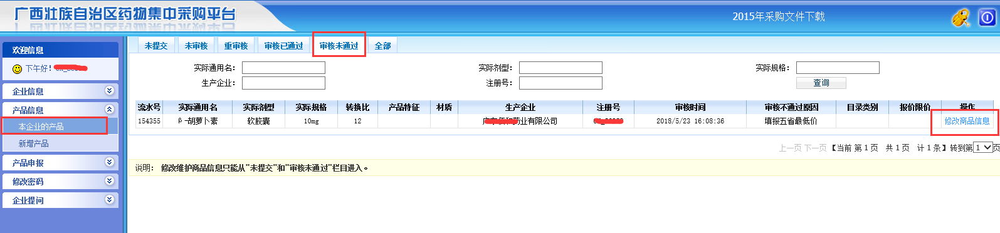 广西壮族自治区药物集中采购平台
2015年采购文件下载
欢迎信息
下午好！
企业信息
产品信息
本企业的产品
新增产品
产品申报
修改密码
企业提问
未提交 未审核 重审核 审核已通过 审核未通过 全部
实际通用名： 实际剂型： 实际规格：
生产企业： 注册号： 查询
流水号 实际通用名 实际剂型 实际规格 转换比 产品特征 材质 生产企业 注册号 审核时间 审核不通过原因 目录类别 报价限价 操作
154355 β-胡萝卜素 软胶囊 10mg 12 药业有限公司 2018/5/23 16:08:36 填报五省最低价 修改商品信息
上一页 下一页 【当前 第 1 页 共 1 页 计 1 条】 转到第 1 页
说明： 修改维护商品信息只能从"未提交"和"审核未通过"栏目进入。